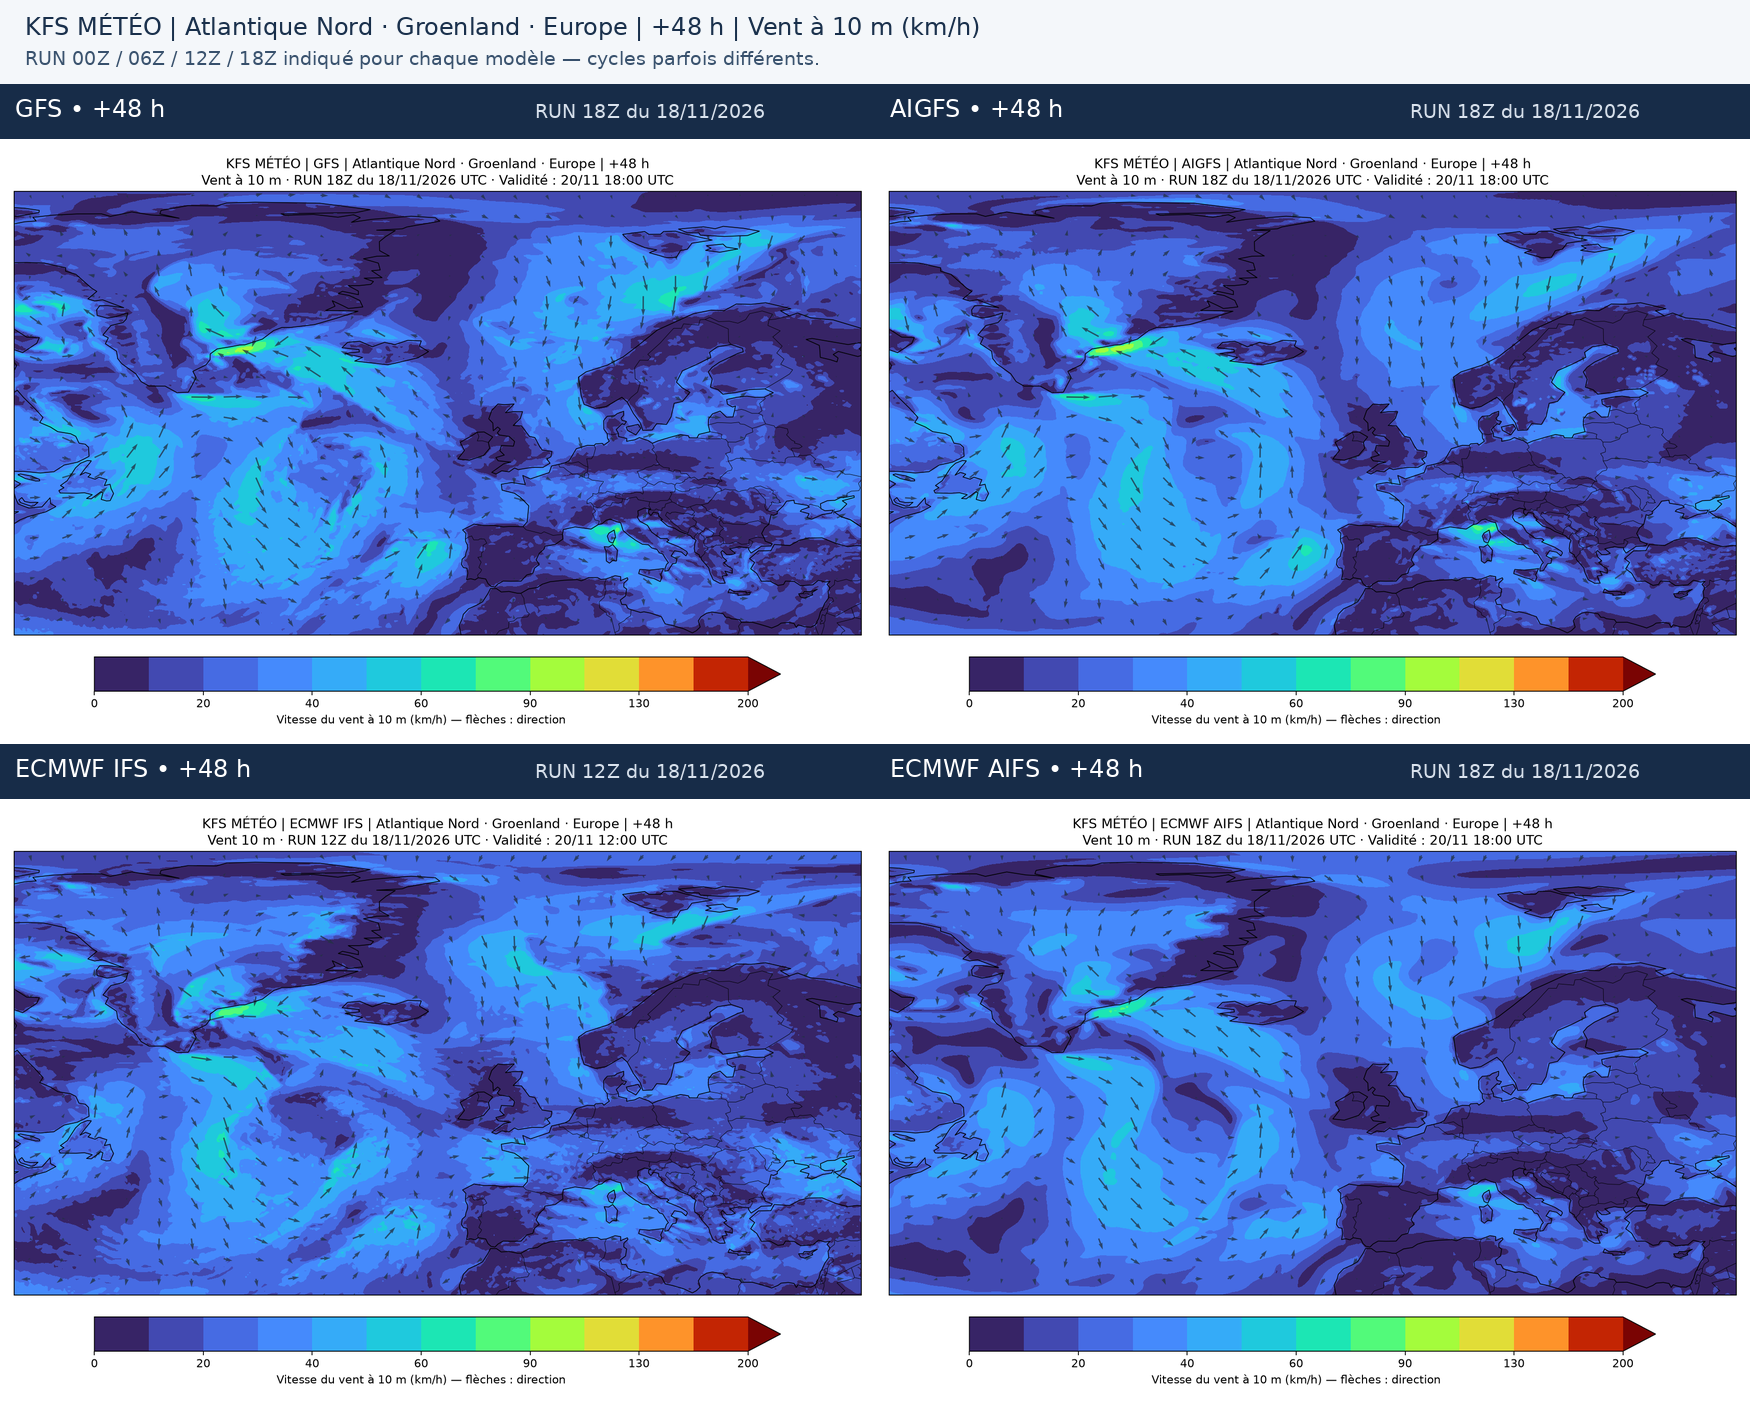 KFS MÉTÉO | Atlantique Nord · Groenland · Europe | +48 h | Vent à 10 m (km/h)
RUN 00Z / 06Z / 12Z / 18Z indiqué pour chaque modèle — cycles parfois différents.
GFS • +48 h
RUN 18Z du 18/11/2026
KFS MÉTÉO | GFS | Atlantique Nord · Groenland · Europe | +48 h
Vent à 10 m · RUN 18Z du 18/11/2026 UTC · Validité : 20/11 18:00 UTC
0 20 40 60 90 130 200
Vitesse du vent à 10 m (km/h) — flèches : direction
AIGFS • +48 h
RUN 18Z du 18/11/2026
KFS MÉTÉO | AIGFS | Atlantique Nord · Groenland · Europe | +48 h
Vent à 10 m · RUN 18Z du 18/11/2026 UTC · Validité : 20/11 18:00 UTC
0 20 40 60 90 130 200
Vitesse du vent à 10 m (km/h) — flèches : direction
ECMWF IFS • +48 h
RUN 12Z du 18/11/2026
KFS MÉTÉO | ECMWF IFS | Atlantique Nord · Groenland · Europe | +48 h
Vent 10 m · RUN 12Z du 18/11/2026 UTC · Validité : 20/11 12:00 UTC
0 20 40 60 90 130 200
Vitesse du vent à 10 m (km/h) — flèches : direction
ECMWF AIFS • +48 h
RUN 18Z du 18/11/2026
KFS MÉTÉO | ECMWF AIFS | Atlantique Nord · Groenland · Europe | +48 h
Vent 10 m · RUN 18Z du 18/11/2026 UTC · Validité : 20/11 18:00 UTC
0 20 40 60 90 130 200
Vitesse du vent à 10 m (km/h) — flèches : direction